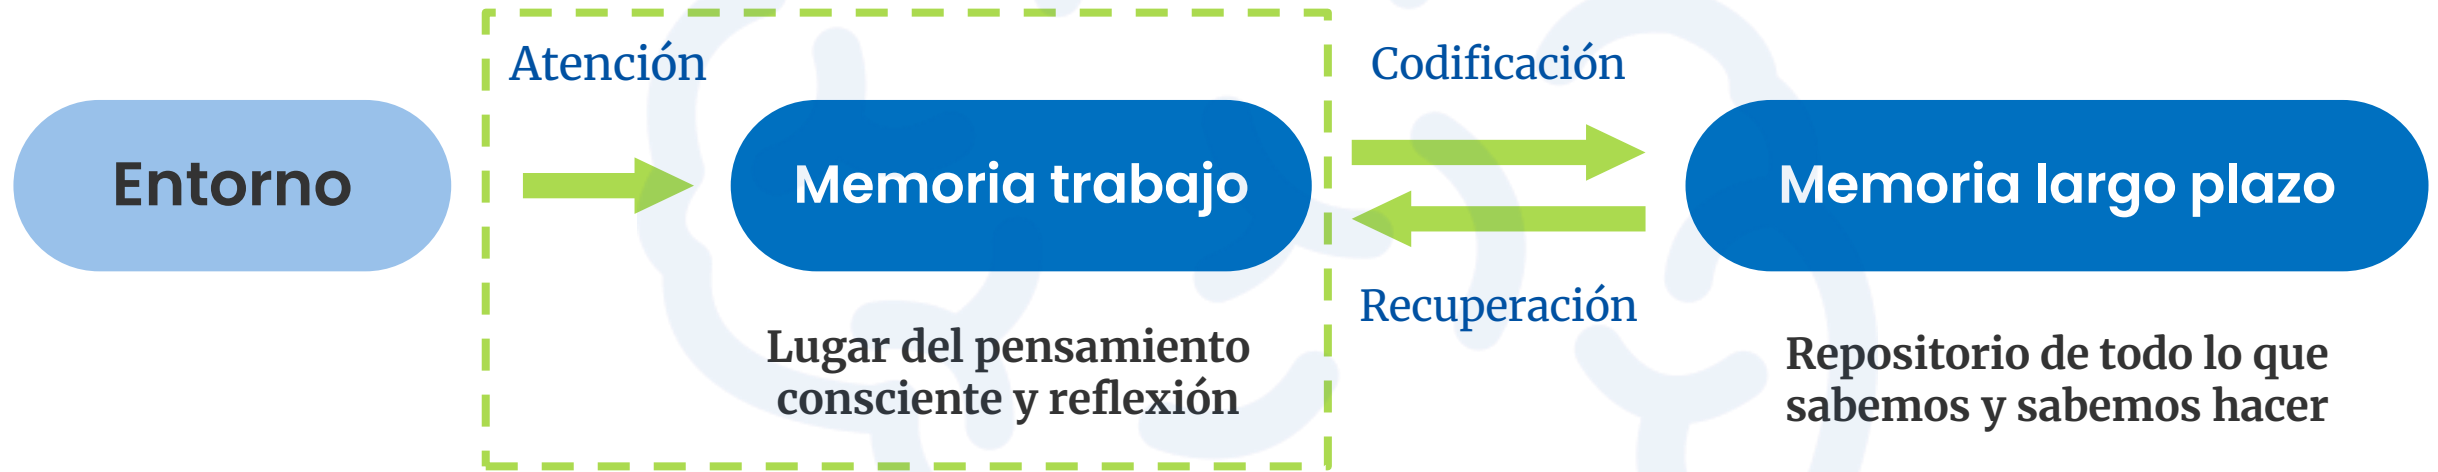 Atención
Codificación
Entorno
Memoria trabajo
Memoria largo plazo
Recuperación
Lugar del pensamiento
consciente y reflexión
Repositorio de todo lo que
sabemos y sabemos hacer